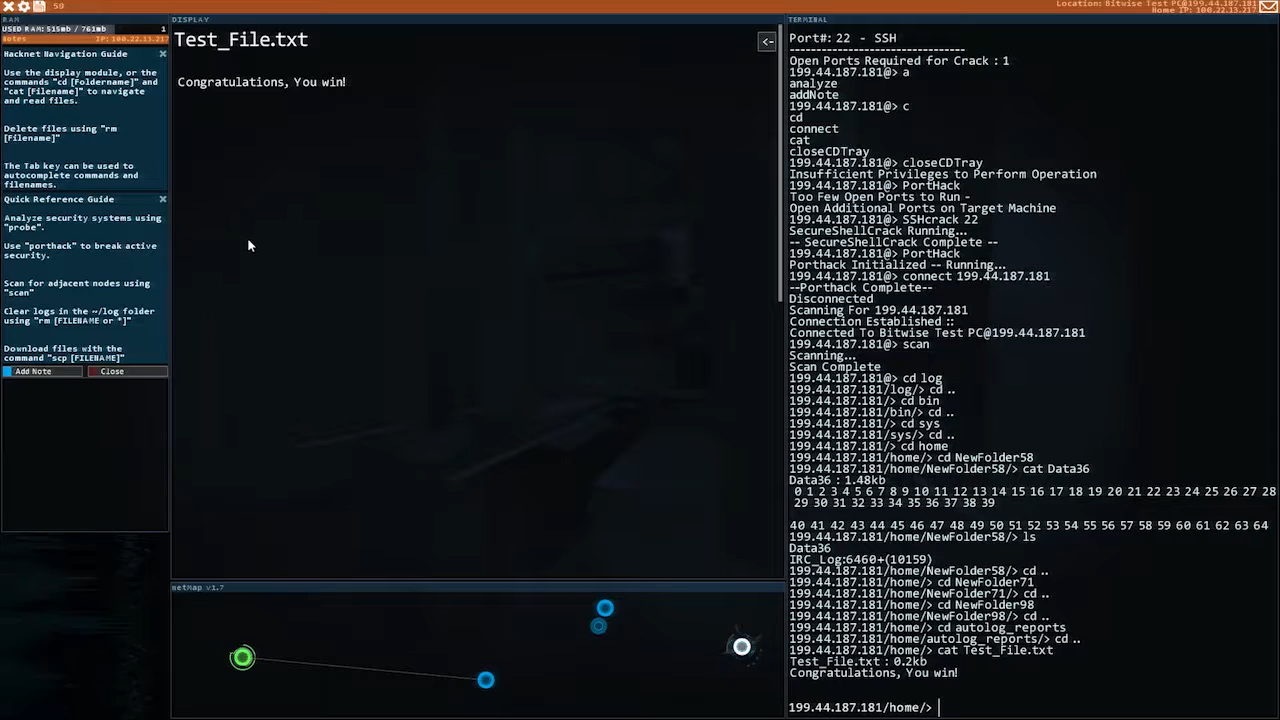 50
Location: Bitwise Test PC@199.44.187.181
Home IP: 100.22.13.217
RAM
USED RAM: 515mb / 761mb 1
Notes IP: 100.22.13.217
Hacknet Navigation Guide
Use the display module, or the
commands "cd [Foldername]" and
"cat [Filename]" to navigate
and read files.
Delete files using "rm
[Filename]"
The Tab key can be used to
autocomplete commands and
filenames.
Quick Reference Guide
Analyze security systems using
"probe".
Use "porthack" to break active
security.
Scan for adjacent nodes using
"scan"
Clear logs in the ~/log folder
using "rm [FILENAME or *]"
Download files with the
command "scp [FILENAME]"
Add Note Close
DISPLAY
Test_File.txt
<-
Congratulations, You win!
netMap v1.7
TERMINAL
Port#: 22 - SSH
---------------------------------
Open Ports Required for Crack : 1
199.44.187.181@> a
analyze
addNote
199.44.187.181@> c
cd
connect
cat
closeCDTray
199.44.187.181@> closeCDTray
Insufficient Privileges to Perform Operation
199.44.187.181@> PortHack
Too Few Open Ports to Run -
Open Additional Ports on Target Machine
199.44.187.181@> SSHcrack 22
SecureShellCrack Running...
-- SecureShellCrack Complete --
199.44.187.181@> PortHack
Porthack Initialized -- Running...
199.44.187.181@> connect 199.44.187.181
--Porthack Complete--
Disconnected
Scanning For 199.44.187.181
Connection Established ::
Connected To Bitwise Test PC@199.44.187.181
199.44.187.181@> scan
Scanning...
Scan Complete
199.44.187.181@> cd log
199.44.187.181/log/> cd ..
199.44.187.181@> cd bin
199.44.187.181/bin/> cd ..
199.44.187.181@> cd sys
199.44.187.181/sys/> cd ..
199.44.187.181@> cd home
199.44.187.181/home/> cd NewFolder58
199.44.187.181/home/NewFolder58/> cat Data36
Data36 : 1.48kb
0 1 2 3 4 5 6 7 8 9 10 11 12 13 14 15 16 17 18 19 20 21 22 23 24 25 26 27 28
29 30 31 32 33 34 35 36 37 38 39
40 41 42 43 44 45 46 47 48 49 50 51 52 53 54 55 56 57 58 59 60 61 62 63 64
199.44.187.181/home/NewFolder58/> ls
Data36
IRC_Log:6460+(10159)
199.44.187.181/home/NewFolder58/> cd ..
199.44.187.181/home/> cd NewFolder71
199.44.187.181/home/NewFolder71/> cd ..
199.44.187.181/home/> cd NewFolder98
199.44.187.181/home/NewFolder98/> cd ..
199.44.187.181/home/> cd autolog_reports
199.44.187.181/home/autolog_reports/> cd ..
199.44.187.181/home/> cat Test_File.txt
Test_File.txt : 0.2kb
Congratulations, You win!
199.44.187.181/home/>